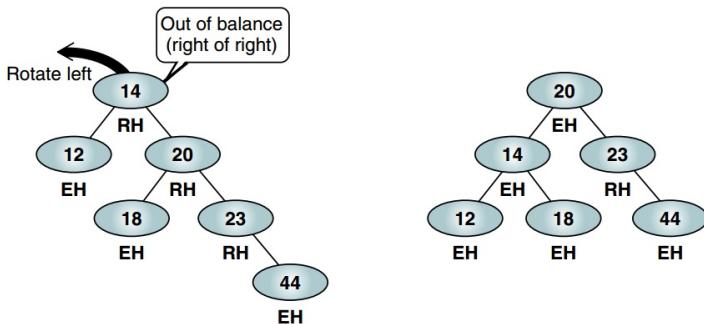 Out of balance
(right of right)
Rotate left
14
RH
12
EH
20
RH
18
EH
23
RH
44
EH
20
EH
14
EH
23
RH
12
EH
18
EH
44
EH